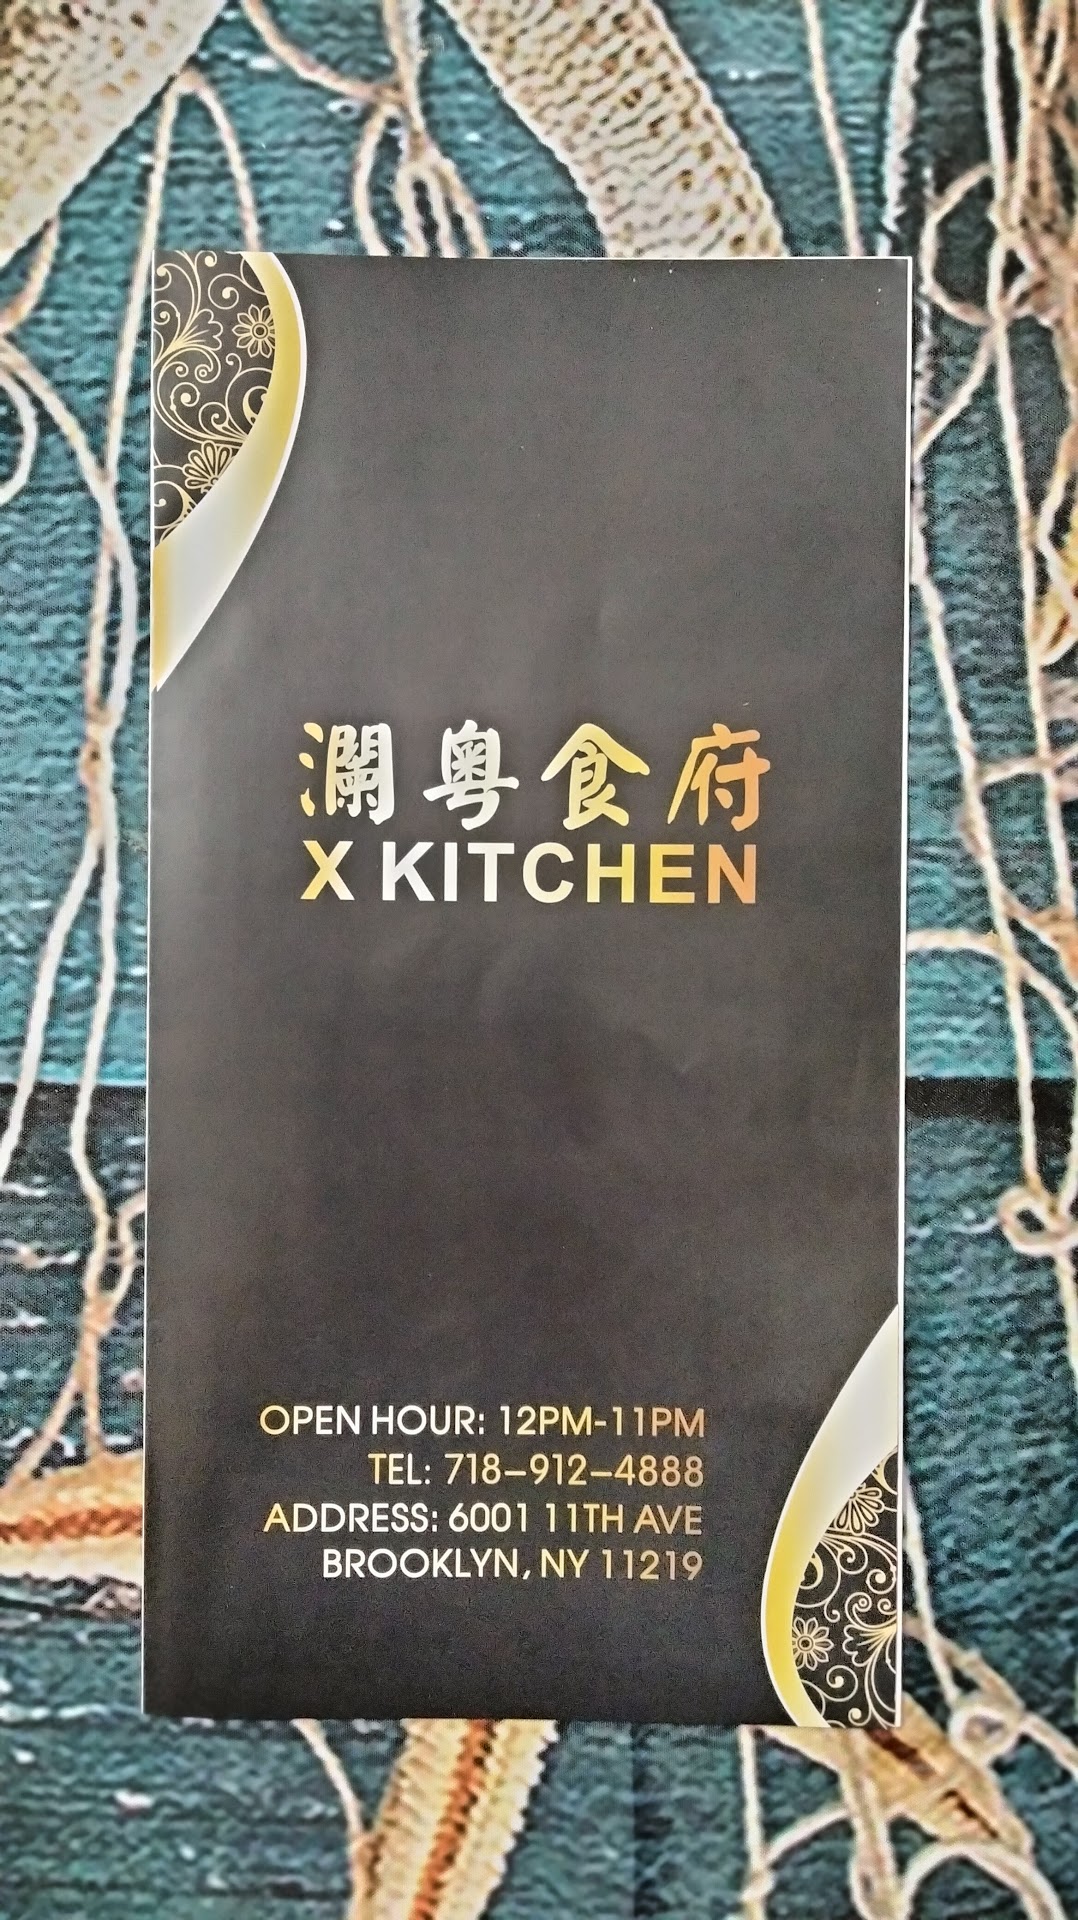 瀾粤食府
X KITCHEN
OPEN HOUR: 12PM-11PM
TEL: 718-912-4888
ADDRESS: 6001 11TH AVE
BROOKLYN, NY 11219